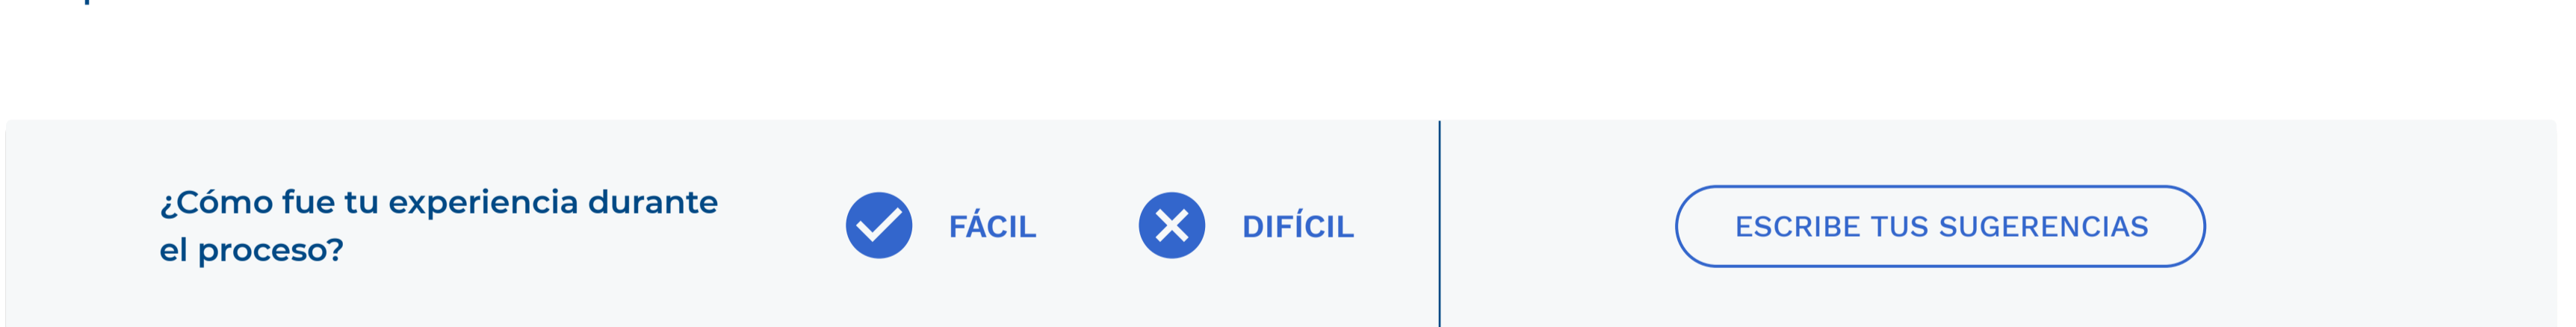 ¿Cómo fue tu experiencia durante
el proceso?
FÁCIL
DIFÍCIL
ESCRIBE TUS SUGERENCIAS